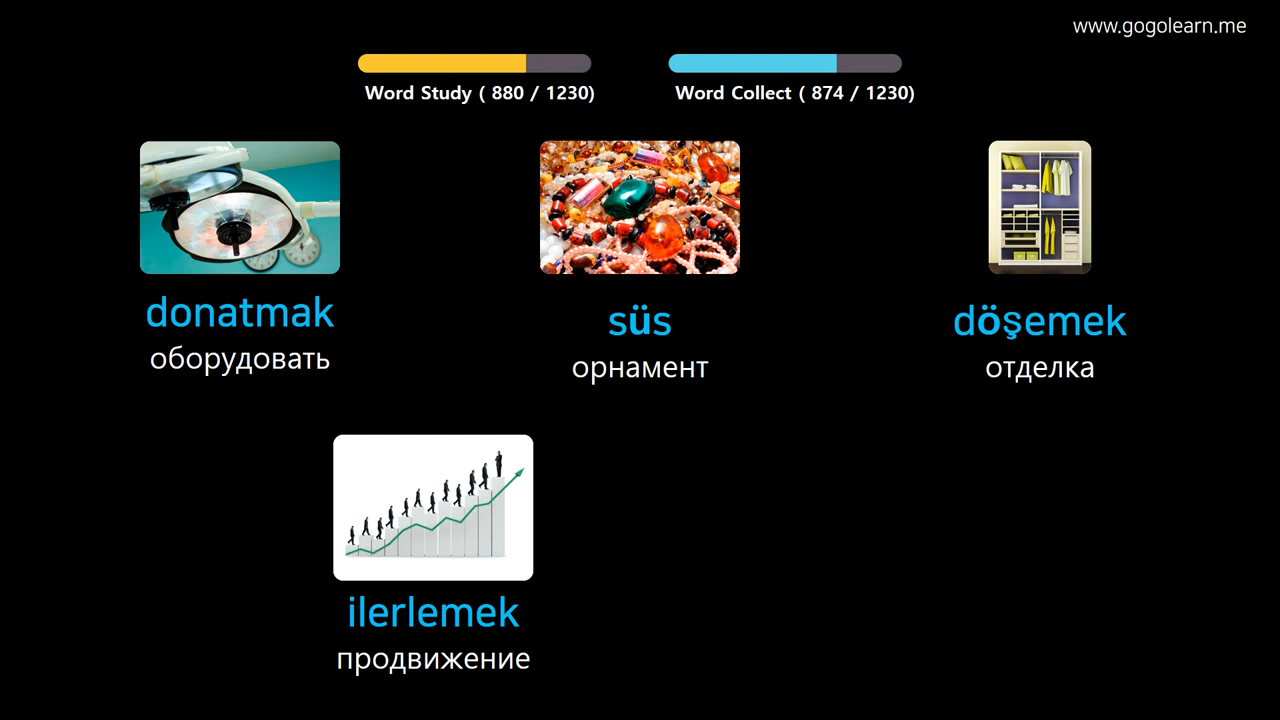 www.gogolearn.me
Word Study ( 880 / 1230)
Word Collect ( 874 / 1230)
donatmak
оборудовать
süs
орнамент
döşemek
отделка
ilerlemek
продвижение